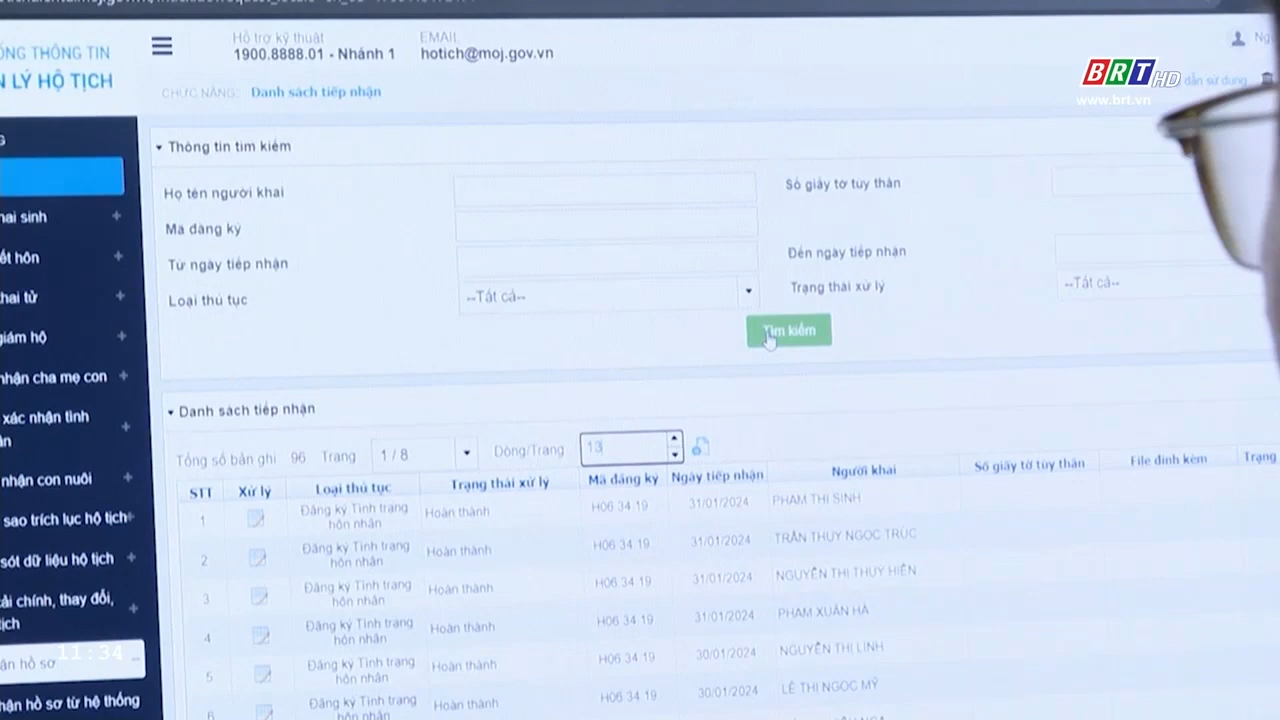 ỐNG THÔNG TIN
N LÝ HỘ TỊCH
Hỗ trợ kỹ thuật
1900.8888.01 - Nhánh 1
EMAIL
hotich@moj.gov.vn
BRT HD
www.brt.vn
dẫn sử dụng
CHỨC NĂNG: Danh sách tiếp nhận
Thông tin tìm kiếm
Họ tên người khai
Số giấy tờ tùy thân
Mã đăng ký
Từ ngày tiếp nhận
Đến ngày tiếp nhận
Loại thủ tục
--Tất cả--
Trạng thái xử lý
--Tất cả--
Tìm kiếm
hai sinh
ết hôn
hai tử
giám hộ
nhận cha mẹ con
xác nhận tình
nhận con nuôi
sao trích lục hộ tịch
sót dữ liệu hộ tịch
cải chính, thay đổi,
tịch
ận hồ sơ
hận hồ sơ từ hệ thống
11:34
Danh sách tiếp nhận
Tổng số bản ghi 96 Trang 1 / 8 Dòng/Trang 13
STT Xử lý Loại thủ tục Trạng thái xử lý Mã đăng ký Ngày tiếp nhận Người khai Số giấy tờ tùy thân File đính kèm Trạng
1 Đăng ký Tình trạng hôn nhân Hoàn thành H06 34 19 31/01/2024 PHẠM THỊ SINH
2 Đăng ký Tình trạng hôn nhân Hoàn thành H06 34 19 31/01/2024 TRẦN THỤY NGỌC TRÚC
3 Đăng ký Tình trạng hôn nhân Hoàn thành H06 34 19 31/01/2024 NGUYỄN THỊ THÚY HIỀN
4 Đăng ký Tình trạng hôn nhân Hoàn thành H06 34 19 31/01/2024 PHẠM XUÂN HÀ
5 Đăng ký Tình trạng hôn nhân Hoàn thành H06 34 19 30/01/2024 NGUYỄN THỊ LINH
6 Đăng ký Tình trạng hôn nhân Hoàn thành H06 34 19 30/01/2024 LÊ THỊ NGỌC MỸ